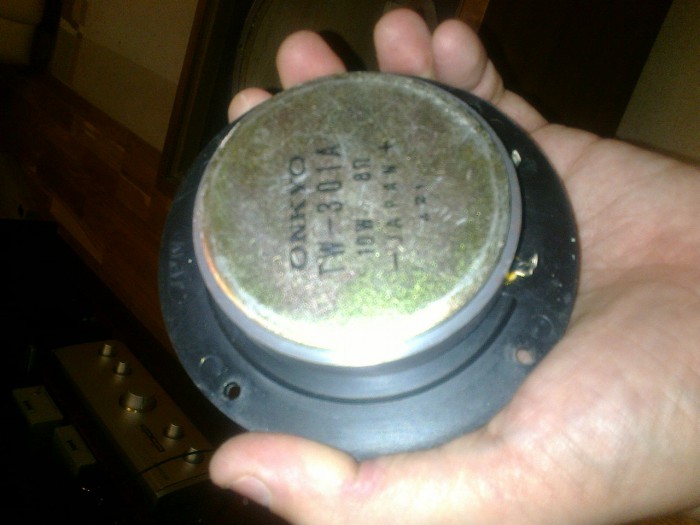 ONKYO
TW-301A
10W 8Ω
- JAPAN +